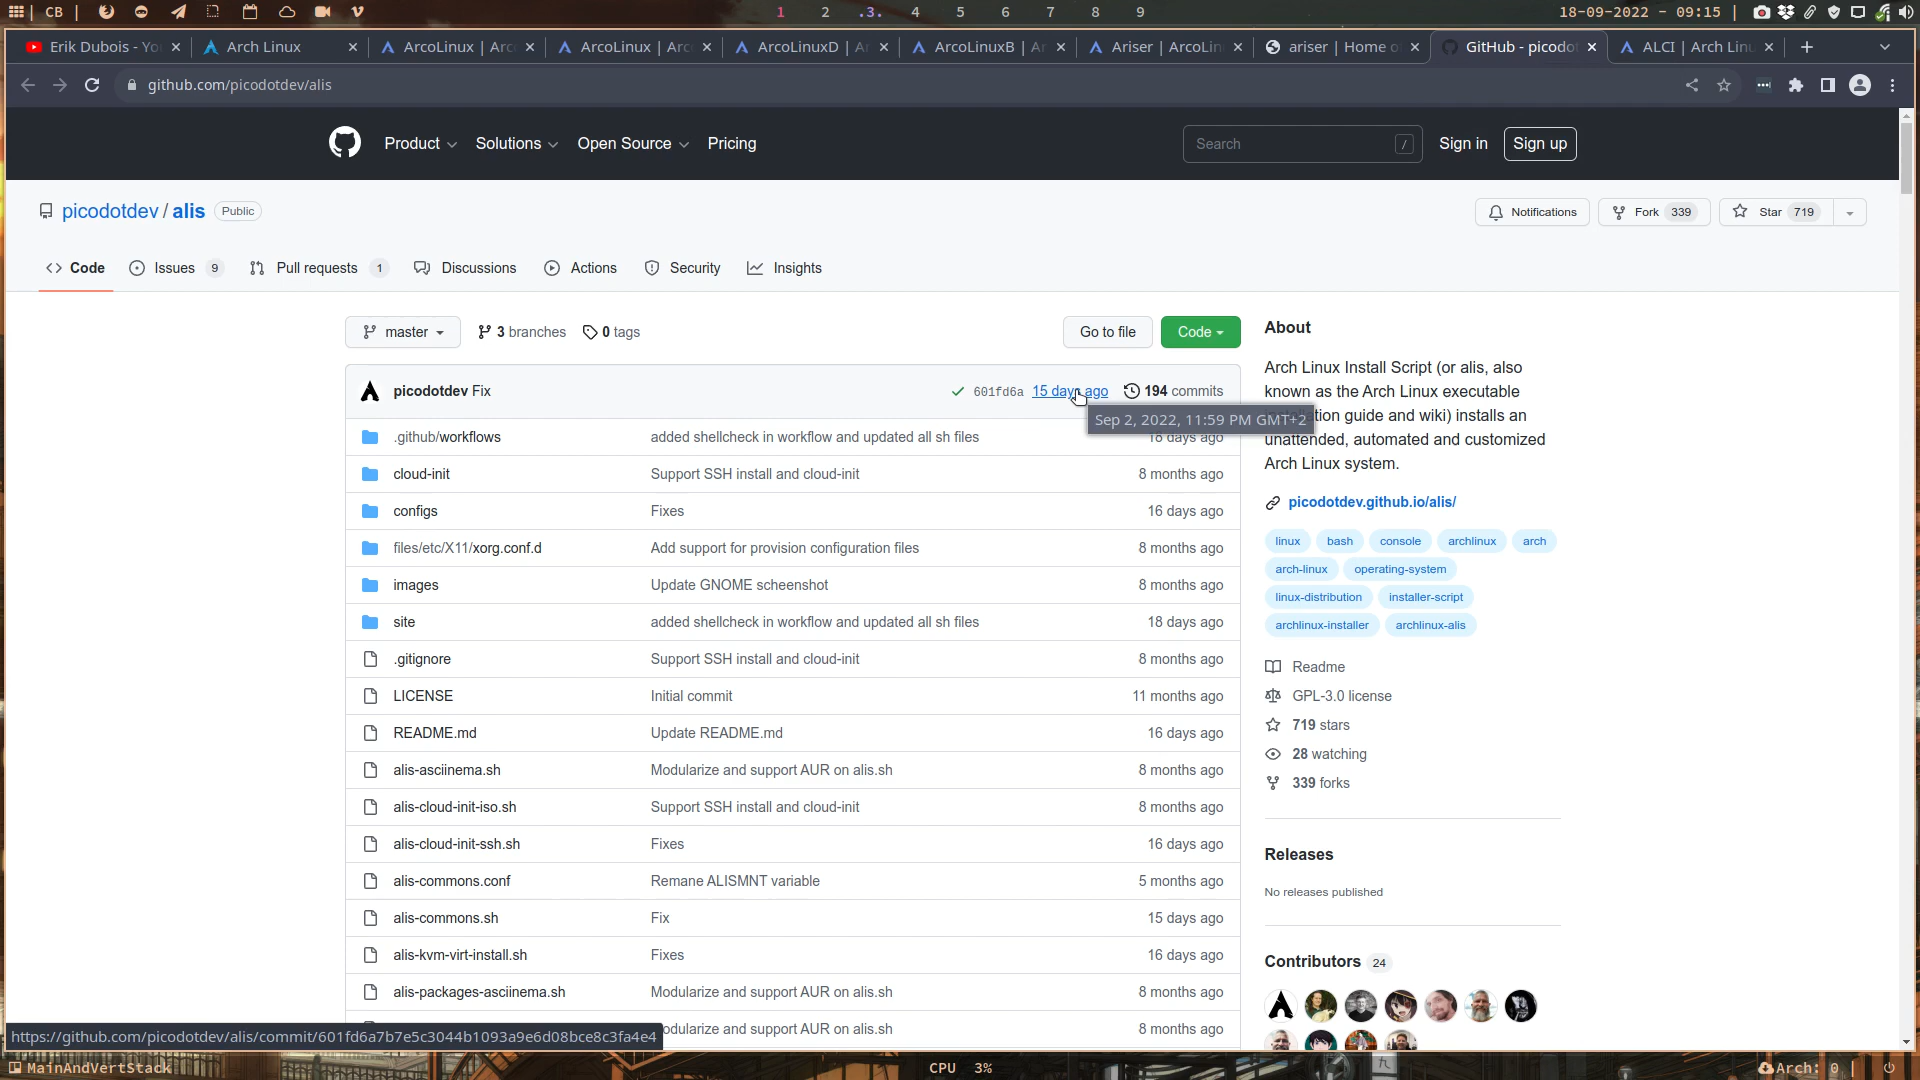 CB
1 2 .3. 4 5 6 7 8 9
18-09-2022 - 09:15
Erik Dubois - Yo
Arch Linux
ArcoLinux | Arc
ArcoLinux | Arc
ArcoLinuxD | A
ArcoLinuxB | A
Ariser | ArcoLin
ariser | Home o
GitHub - picodo
ALCI | Arch Linu
github.com/picodotdev/alis
Product
Solutions
Open Source
Pricing
Search /
Sign in
Sign up
picodotdev / alis Public
Notifications
Fork 339
Star 719
Code
Issues 9
Pull requests 1
Discussions
Actions
Security
Insights
master
3 branches
0 tags
Go to file
Code
picodotdev Fix 601fd6a 15 days ago 194 commits
Sep 2, 2022, 11:59 PM GMT+2
.github/workflows added shellcheck in workflow and updated all sh files 18 days ago
cloud-init Support SSH install and cloud-init 8 months ago
configs Fixes 16 days ago
files/etc/X11/xorg.conf.d Add support for provision configuration files 8 months ago
images Update GNOME scheenshot 8 months ago
site added shellcheck in workflow and updated all sh files 18 days ago
.gitignore Support SSH install and cloud-init 8 months ago
LICENSE Initial commit 11 months ago
README.md Update README.md 16 days ago
alis-asciinema.sh Modularize and support AUR on alis.sh 8 months ago
alis-cloud-init-iso.sh Support SSH install and cloud-init 8 months ago
alis-cloud-init-ssh.sh Fixes 16 days ago
alis-commons.conf Remane ALISMNT variable 5 months ago
alis-commons.sh Fix 15 days ago
alis-kvm-virt-install.sh Fixes 16 days ago
alis-packages-asciinema.sh Modularize and support AUR on alis.sh 8 months ago
odularize and support AUR on alis.sh 8 months ago
About
Arch Linux Install Script (or alis, also
known as the Arch Linux executable
tion guide and wiki) installs an
unattended, automated and customized
Arch Linux system.
picodotdev.github.io/alis/
linux bash console archlinux arch
arch-linux operating-system
linux-distribution installer-script
archlinux-installer archlinux-alis
Readme
GPL-3.0 license
719 stars
28 watching
339 forks
Releases
No releases published
Contributors 24
https://github.com/picodotdev/alis/commit/601fd6a7b7e5c3044b1093a9e6d08bce8c3fa4e4
MainAndVertStack
CPU 3%
Arch: 0